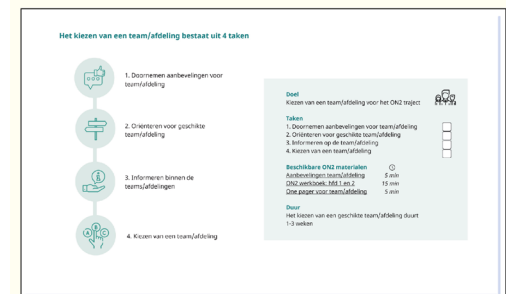 Het kiezen van een team/afdeling bestaat uit 4 taken
1. Doornemen aanbevelingen voor
team/afdeling
2. Oriënteren voor geschikte
team/afdeling
3. Informeren binnen de
teams/afdelingen
A B C
4. Kiezen van een team/afdeling
Doel
Kiezen van een team/afdeling voor het ON2 traject
Taken
1. Doornemen aanbevelingen voor team/afdeling
2. Oriënteren voor geschikte team/afdeling
3. Informeren op de team/afdeling
4. Kiezen van een team/afdeling
Beschikbare ON2 materialen
Aanbevelingen team/afdeling 5 min
ON2 werkboek: hfd 1 en 2 15 min
One pager voor team/afdeling 5 min
Duur
Het kiezen van een geschikte team/afdeling duurt
1-3 weken